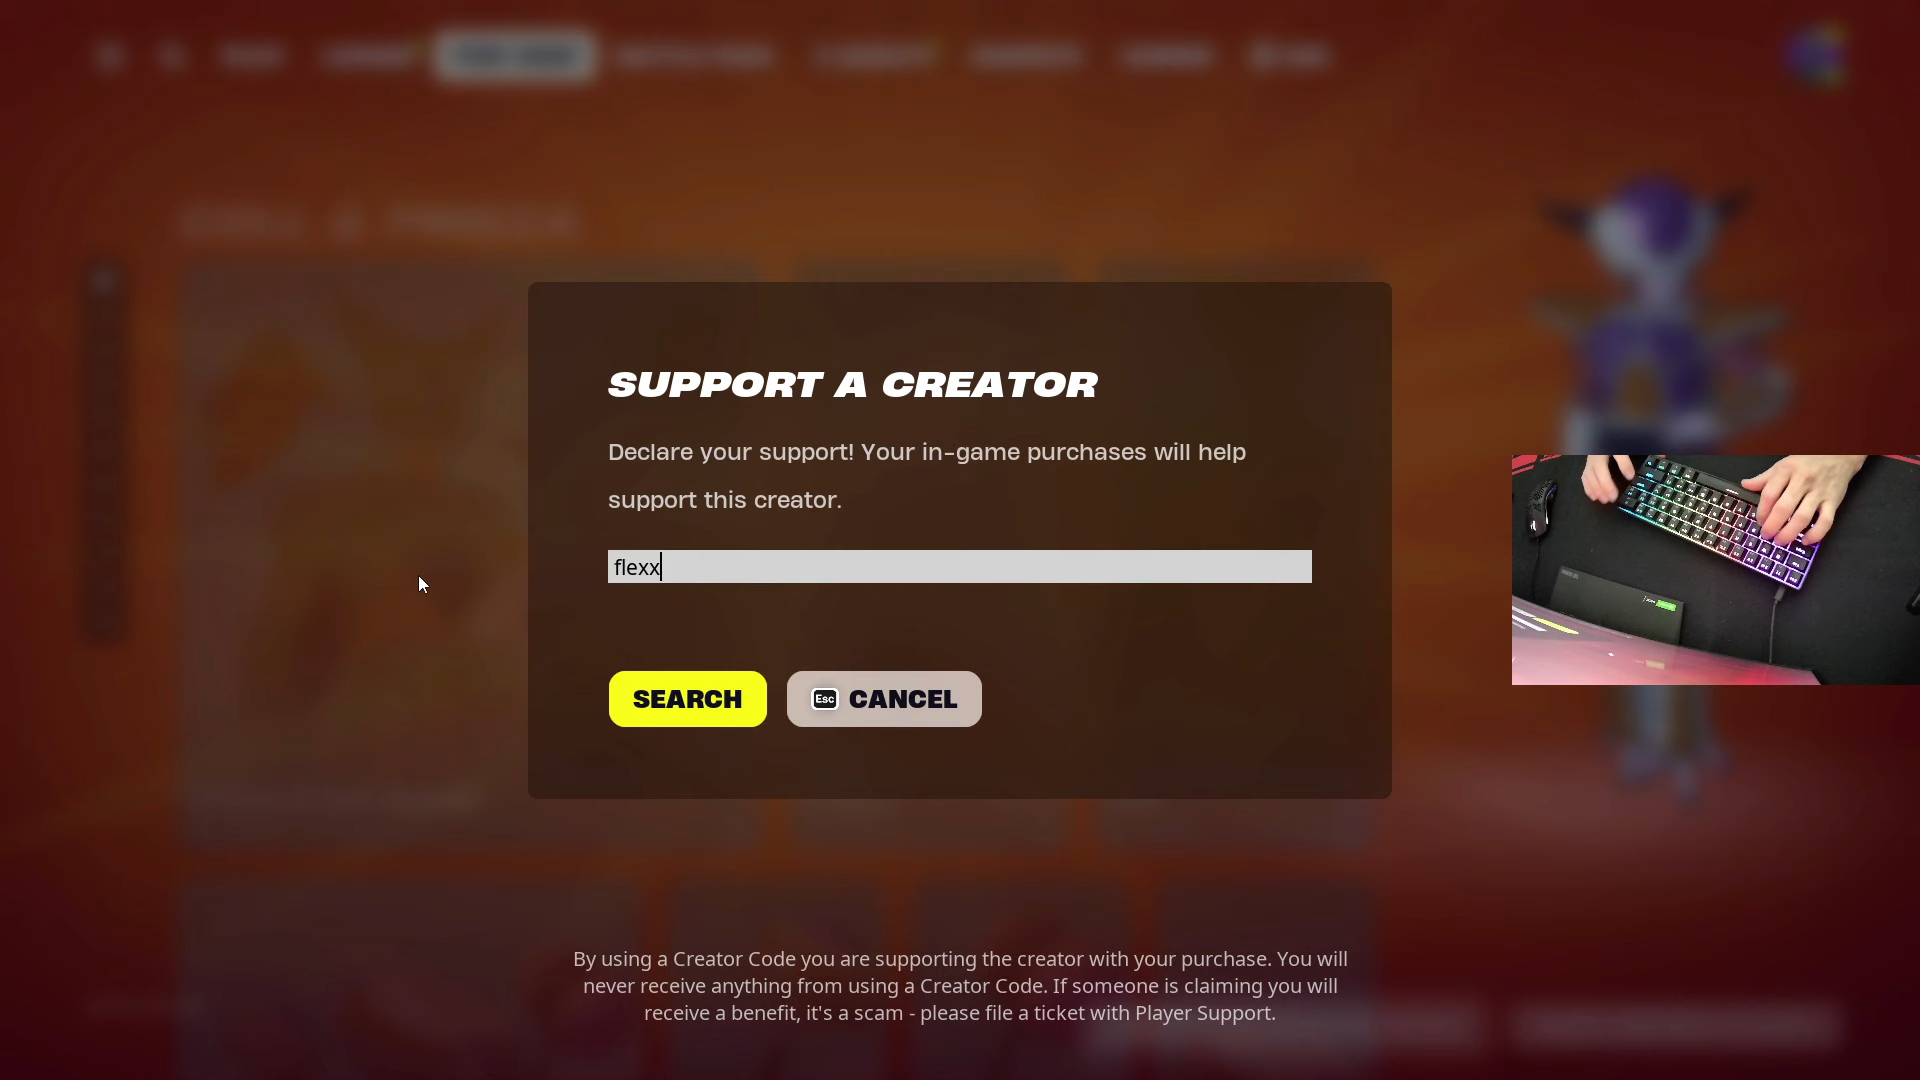 SUPPORT A CREATOR
Declare your support! Your in-game purchases will help
support this creator.
flexx
SEARCH
Esc CANCEL
By using a Creator Code you are supporting the creator with your purchase. You will
never receive anything from using a Creator Code. If someone is claiming you will
receive a benefit, it's a scam - please file a ticket with Player Support.